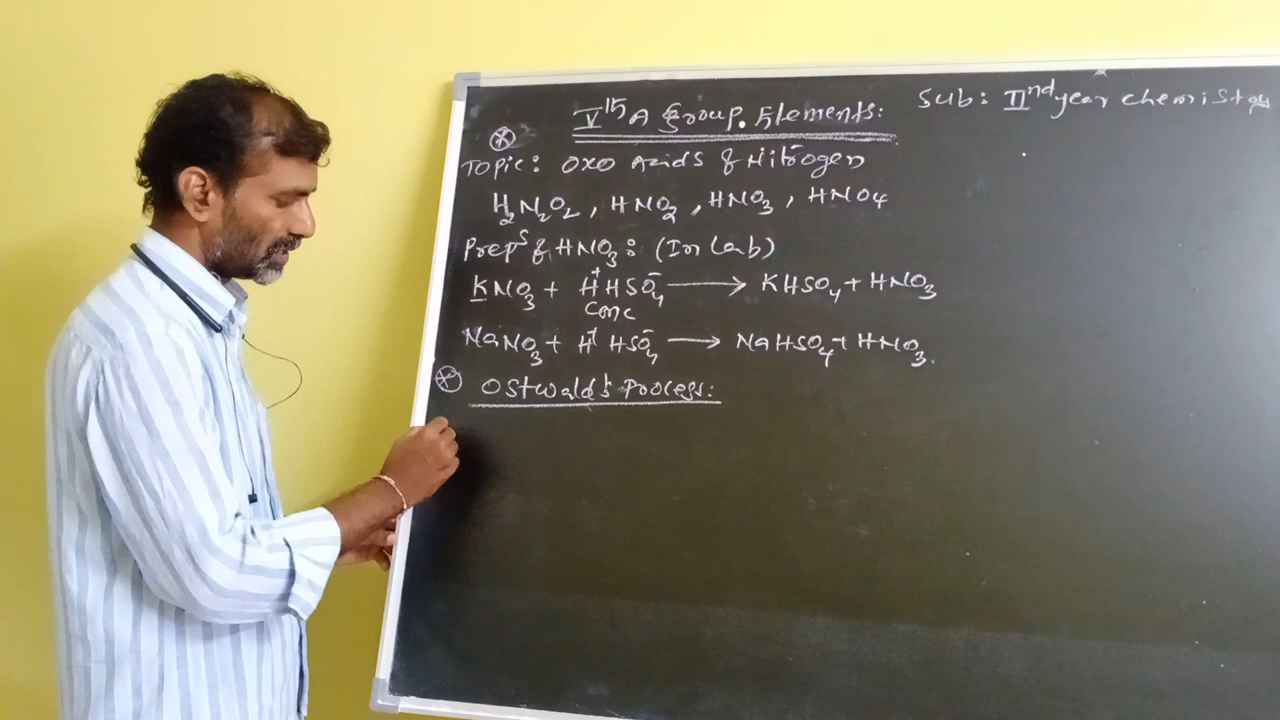 Vth A Group. Elements:
Sub: IInd year chemistry
Topic: Oxo Acids of Nitrogen
H2N2O2, HNO2, HNO3, HNO4
Preps of HNO3: (In lab)
KNO3 + H+ HSO4- → KHSO4 + HNO3
Conc
NaNO3 + H+ HSO4- → NaHSO4 + HNO3.
Ostwald's Process: